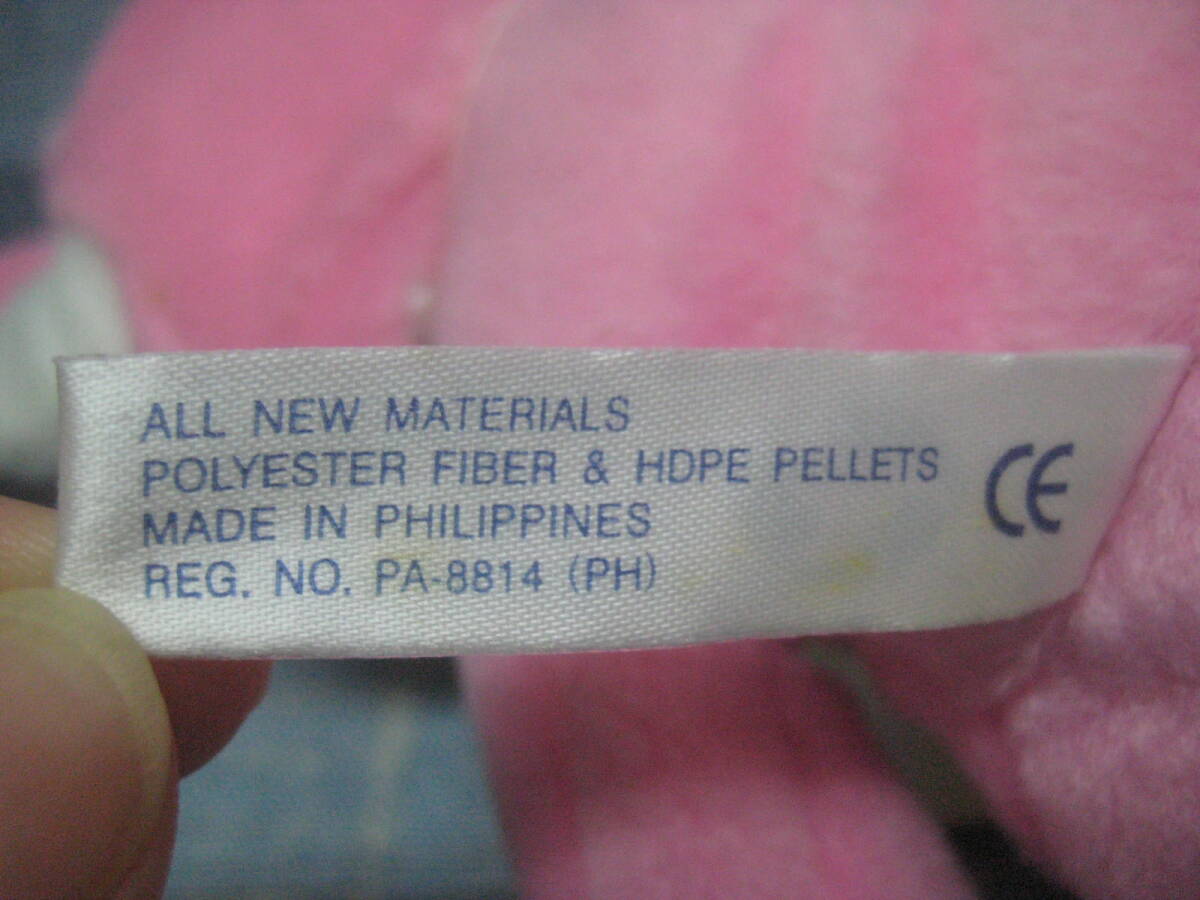 ALL NEW MATERIALS
POLYESTER FIBER & HDPE PELLETS
MADE IN PHILIPPINES
REG. NO. PA-8814 (PH)
CE